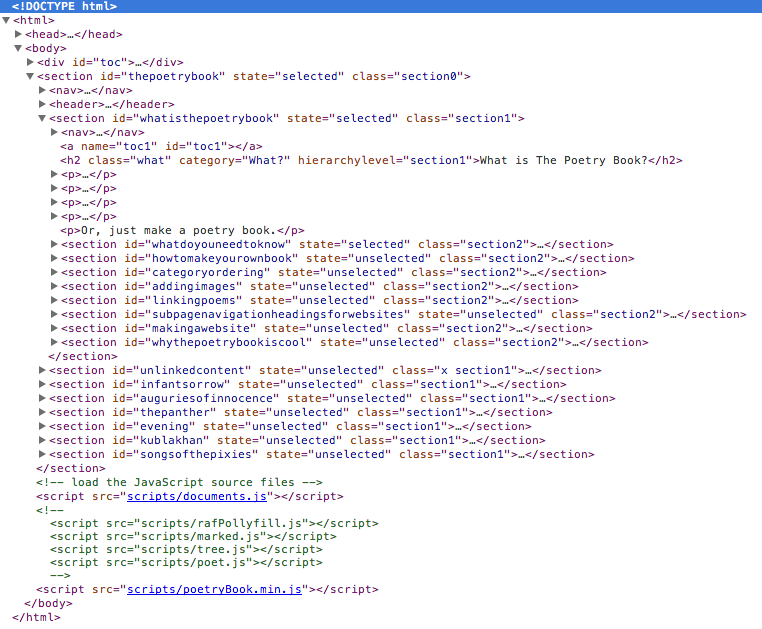 <!DOCTYPE html>
<html>
<head>…</head>
<body>
<div id="toc">…</div>
<section id="thepoetrybook" state="selected" class="section0">
<nav>…</nav>
<header>…</header>
<section id="whatisthepoetrybook" state="selected" class="section1">
<nav>…</nav>
<a name="toc1" id="toc1"></a>
<h2 class="what" category="What?" hierarchylevel="section1">What is The Poetry Book?</h2>
<p>…</p>
<p>…</p>
<p>…</p>
<p>…</p>
<p>Or, just make a poetry book.</p>
<section id="whatdoyouneedtoknow" state="selected" class="section2">…</section>
<section id="howtomakeyourownbook" state="unselected" class="section2">…</section>
<section id="categoryordering" state="unselected" class="section2">…</section>
<section id="addingimages" state="unselected" class="section2">…</section>
<section id="linkingpoems" state="unselected" class="section2">…</section>
<section id="subpagenavigationheadingsforwebsites" state="unselected" class="section2">…</section>
<section id="makingawebsite" state="unselected" class="section2">…</section>
<section id="whythepoetrybookiscool" state="unselected" class="section2">…</section>
</section>
<section id="unlinkedcontent" state="unselected" class="x section1">…</section>
<section id="infantsorrow" state="unselected" class="section1">…</section>
<section id="auguriesofinnocence" state="unselected" class="section1">…</section>
<section id="thepanther" state="unselected" class="section1">…</section>
<section id="evening" state="unselected" class="section1">…</section>
<section id="kublakhan" state="unselected" class="section1">…</section>
<section id="songsofthepixies" state="unselected" class="section1">…</section>
</section>
<!-- load the JavaScript source files -->
<script src="scripts/documents.js"></script>
<!--
<script src="scripts/rafPollyfill.js"></script>
<script src="scripts/marked.js"></script>
<script src="scripts/tree.js"></script>
<script src="scripts/poet.js"></script>
-->
<script src="scripts/poetryBook.min.js"></script>
</body>
</html>